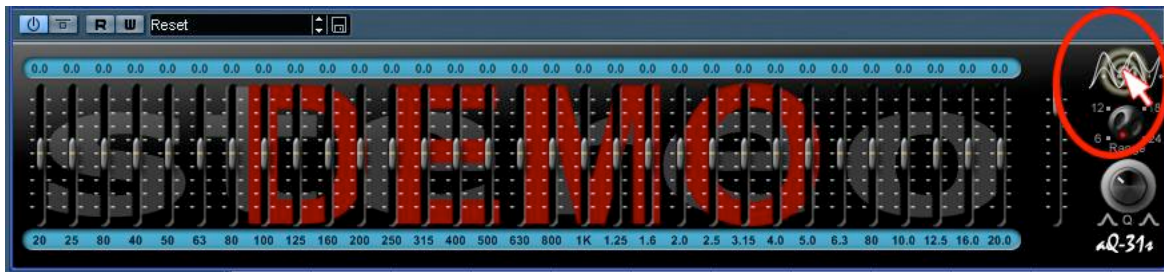 R W Reset
0.0 0.0 0.0 0.0 0.0 0.0 0.0 0.0 0.0 0.0 0.0 0.0 0.0 0.0 0.0 0.0 0.0 0.0 0.0 0.0 0.0 0.0 0.0 0.0 0.0 0.0 0.0 0.0 0.0 0.0 0.0
DEMO
stereo
12 18
6 24
Range
20 25 80 40 50 63 80 100 125 160 200 250 315 400 500 630 800 1K 1.25 1.6 2.0 2.5 3.15 4.0 5.0 6.3 80 10.0 12.5 16.0 20.0
Q
aQ-31s